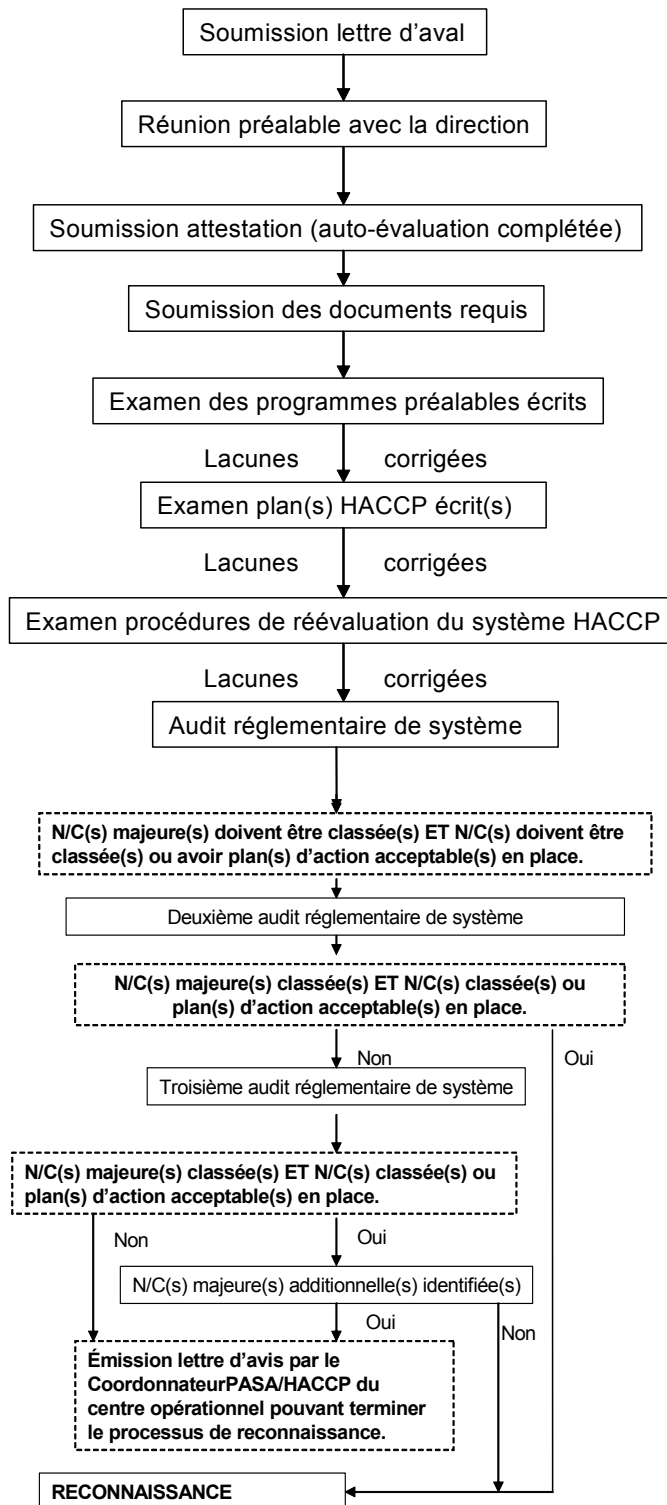 Soumission lettre d'aval
Réunion préalable avec la direction
Soumission attestation (auto-évaluation complétée)
Soumission des documents requis
Examen des programmes préalables écrits
Lacunes corrigées
Examen plan(s) HACCP écrit(s)
Lacunes corrigées
Examen procédures de réévaluation du système HACCP
Lacunes corrigées
Audit réglementaire de système
N/C(s) majeure(s) doivent être classée(s) ET N/C(s) doivent être
classée(s) ou avoir plan(s) d'action acceptable(s) en place.
Deuxième audit réglementaire de système
N/C(s) majeure(s) classée(s) ET N/C(s) classée(s) ou
plan(s) d'action acceptable(s) en place.
Non
Oui
Troisième audit réglementaire de système
N/C(s) majeure(s) classée(s) ET N/C(s) classée(s) ou
plan(s) d'action acceptable(s) en place.
Non
Oui
N/C(s) majeure(s) additionnelle(s) identifiée(s)
Oui
Non
Émission lettre d'avis par le
CoordonnateurPASA/HACCP du
centre opérationnel pouvant terminer
le processus de reconnaissance.
RECONNAISSANCE